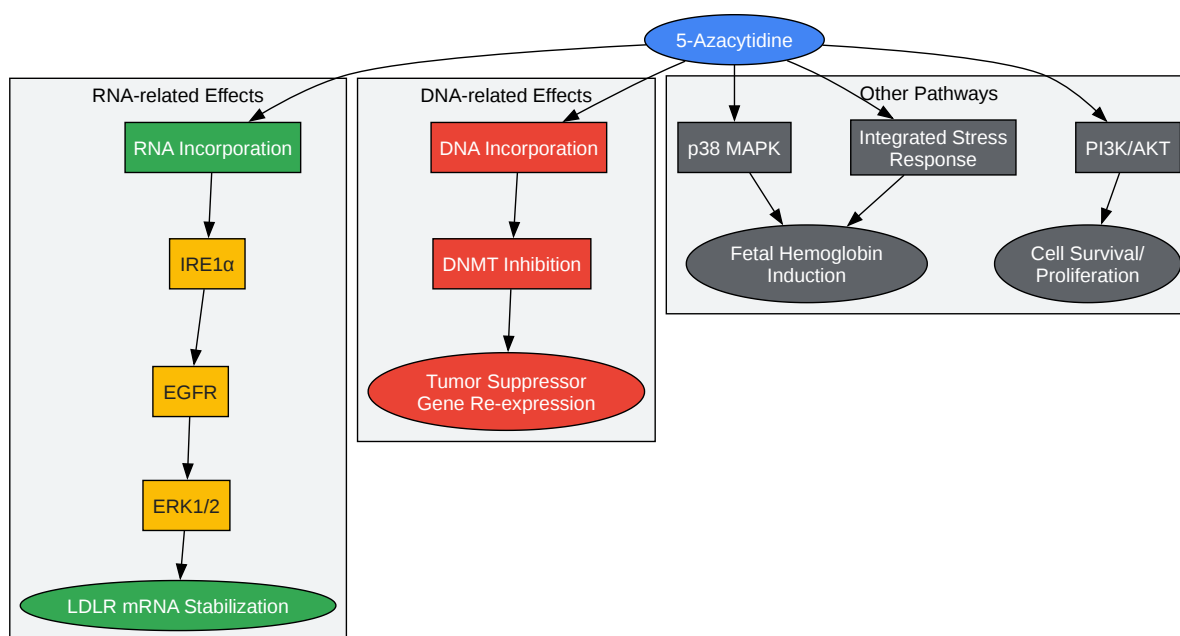 5-Azacytidine
RNA-related Effects
RNA Incorporation
IRE1α
EGFR
ERK1/2
LDLR mRNA Stabilization
DNA-related Effects
DNA Incorporation
DNMT Inhibition
Tumor Suppressor
Gene Re-expression
Other Pathways
p38 MAPK
Integrated Stress
Response
PI3K/AKT
Fetal Hemoglobin
Induction
Cell Survival/
Proliferation